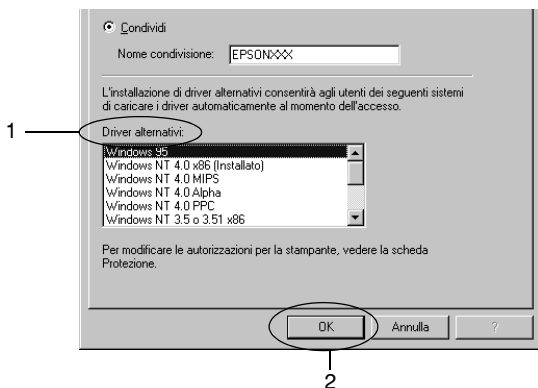 Condividi
Nome condivisione: EPSONXXX
L'installazione di driver alternativi consentirà agli utenti dei seguenti sistemi
di caricare i driver automaticamente al momento dell'accesso.
1
Driver alternativi:
Windows 95
Windows NT 4.0 x86 (Installato)
Windows NT 4.0 MIPS
Windows NT 4.0 Alpha
Windows NT 4.0 PPC
Windows NT 3.5 o 3.51 x86
Per modificare le autorizzazioni per la stampante, vedere la scheda
Protezione.
OK Annulla ?
2